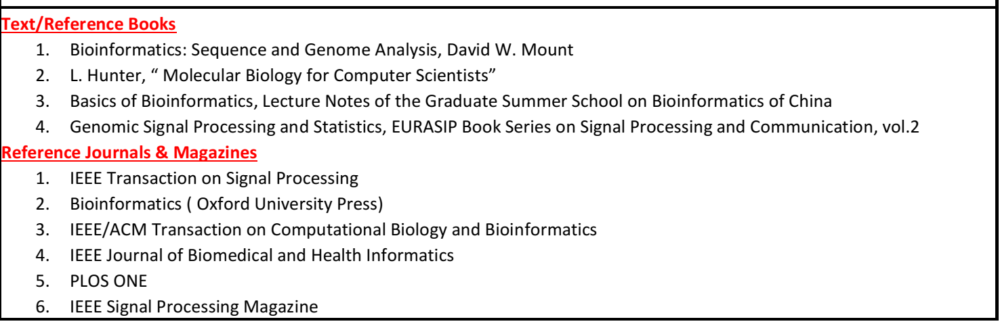 Text/Reference Books
1. Bioinformatics: Sequence and Genome Analysis, David W. Mount
2. L. Hunter, “ Molecular Biology for Computer Scientists”
3. Basics of Bioinformatics, Lecture Notes of the Graduate Summer School on Bioinformatics of China
4. Genomic Signal Processing and Statistics, EURASIP Book Series on Signal Processing and Communication, vol.2
Reference Journals & Magazines
1. IEEE Transaction on Signal Processing
2. Bioinformatics ( Oxford University Press)
3. IEEE/ACM Transaction on Computational Biology and Bioinformatics
4. IEEE Journal of Biomedical and Health Informatics
5. PLOS ONE
6. IEEE Signal Processing Magazine